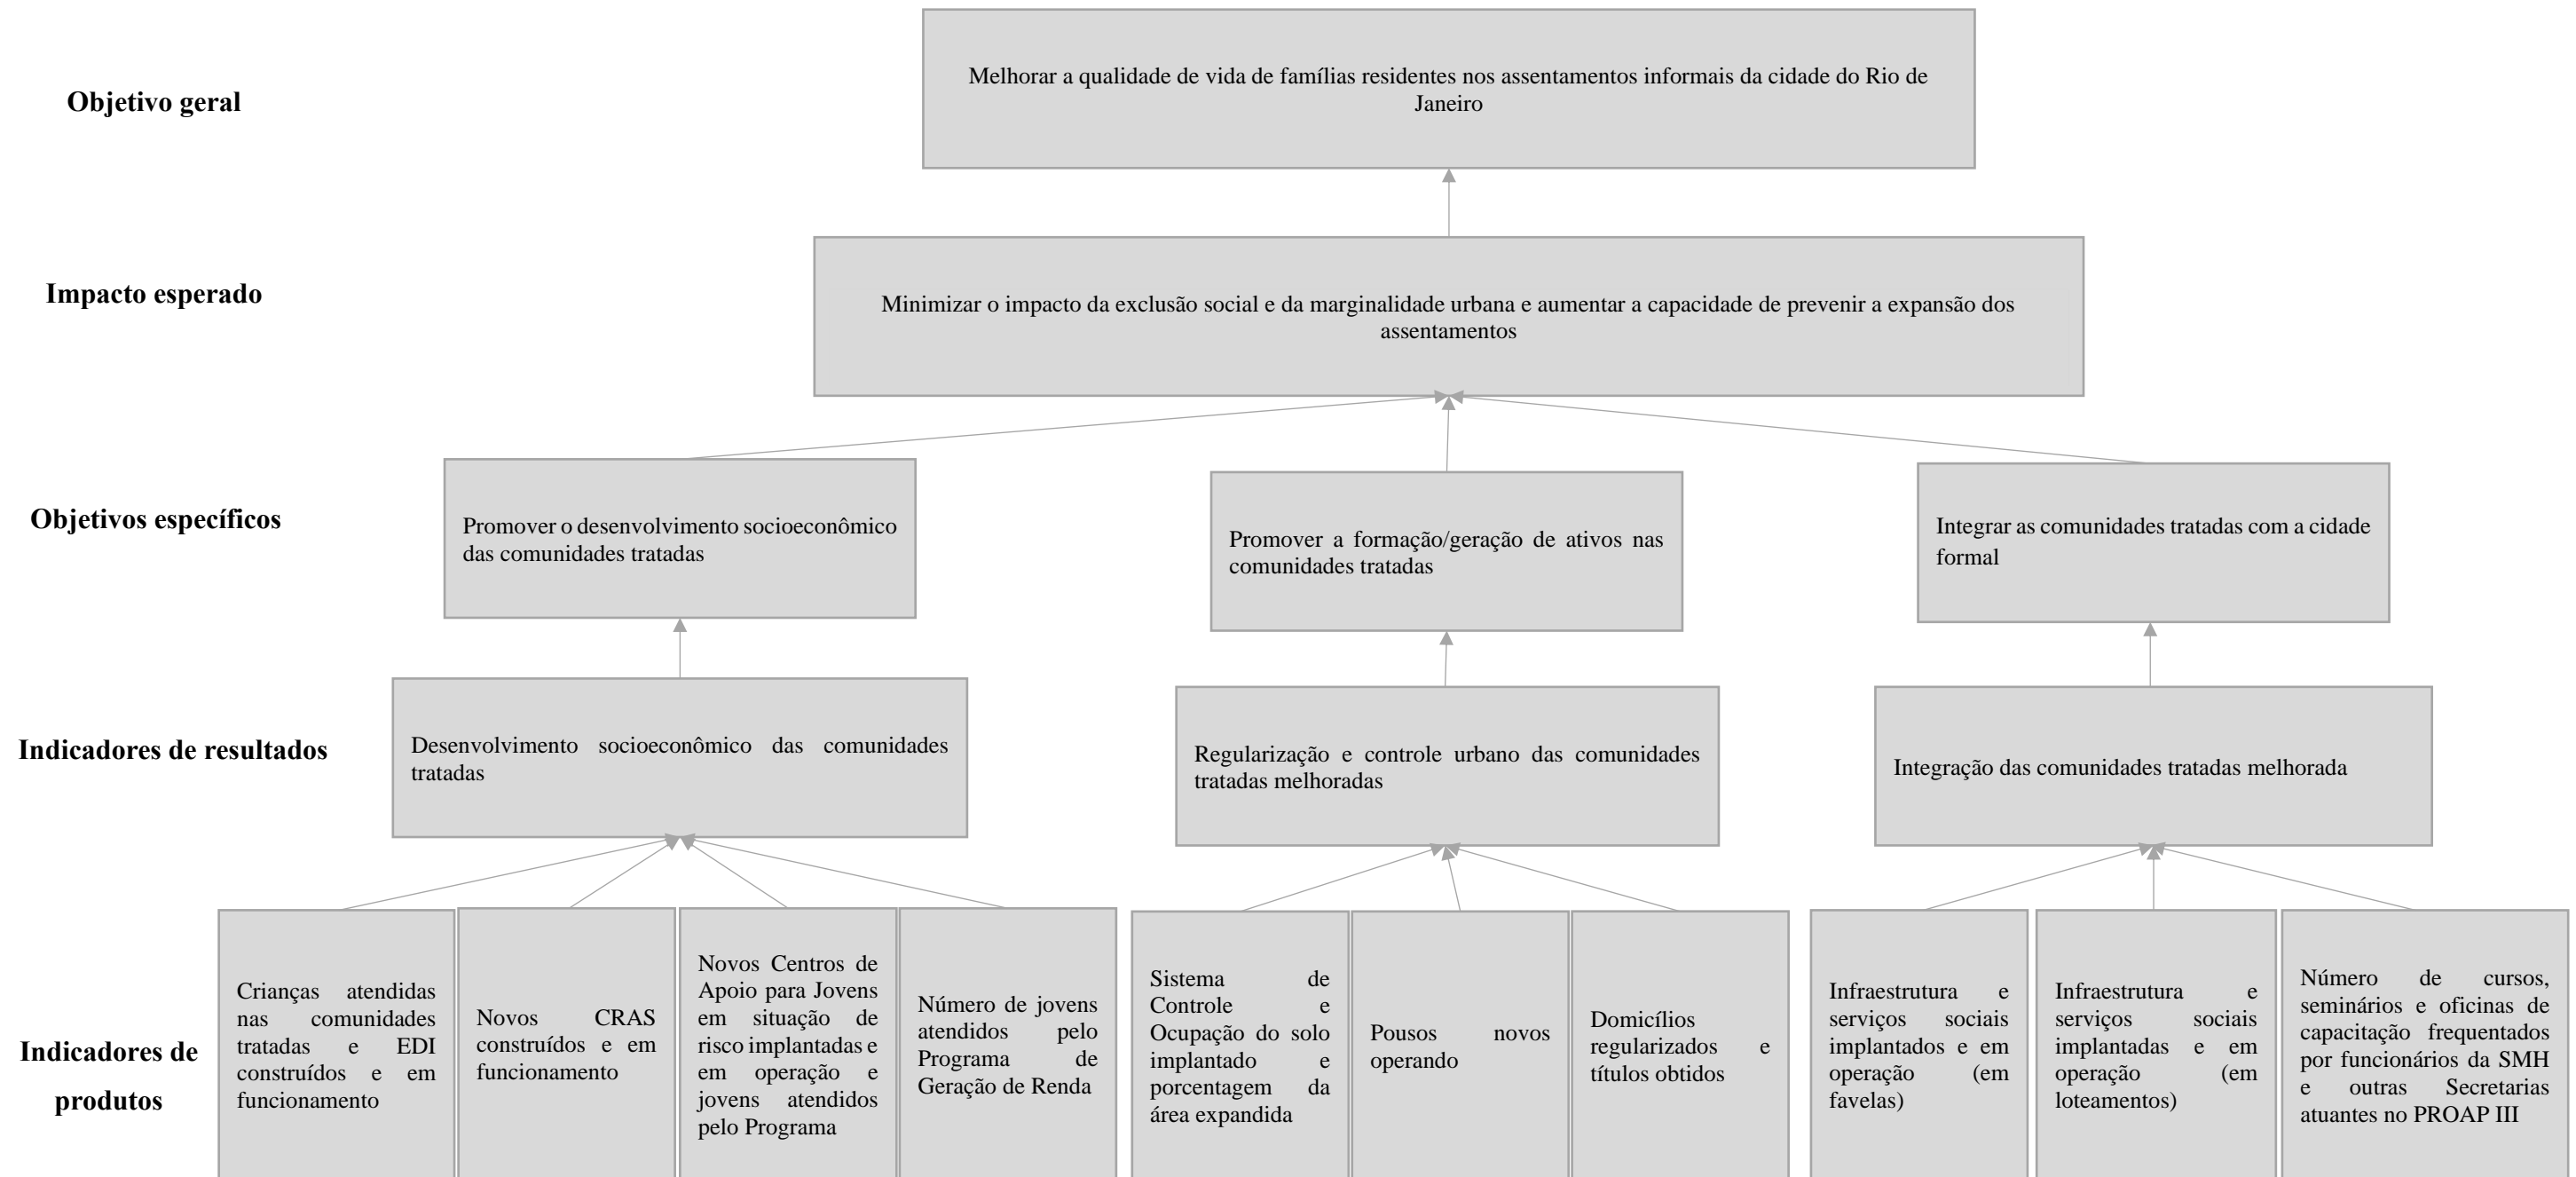 Objetivo geral
Melhorar a qualidade de vida de famílias residentes nos assentamentos informais da cidade do Rio de
Janeiro
Impacto esperado
Minimizar o impacto da exclusão social e da marginalidade urbana e aumentar a capacidade de prevenir a expansão dos
assentamentos
Objetivos específicos
Promover o desenvolvimento socioeconômico
das comunidades tratadas
Promover a formação/geração de ativos nas
comunidades tratadas
Integrar as comunidades tratadas com a cidade
formal
Indicadores de resultados
Desenvolvimento socioeconômico das comunidades
tratadas
Regularização e controle urbano das comunidades
tratadas melhoradas
Integração das comunidades tratadas melhorada
Indicadores de
produtos
Crianças atendidas
nas comunidades
tratadas e EDI
construídos e em
funcionamento
Novos CRAS
construídos e em
funcionamento
Novos Centros de
Apoio para Jovens
em situação de
risco implantadas e
em operação e
jovens atendidos
pelo Programa
Número de jovens
atendidos pelo
Programa de
Geração de Renda
Sistema de
Controle e
Ocupação do solo
implantado e
porcentagem da
área expandida
Pousos novos
operando
Domicílios
regularizados e
títulos obtidos
Infraestrutura e
serviços sociais
implantados e em
operação (em
favelas)
Infraestrutura e
serviços sociais
implantadas e em
operação (em
loteamentos)
Número de cursos,
seminários e oficinas de
capacitação frequentados
por funcionários da SMH
e outras Secretarias
atuantes no PROAP III